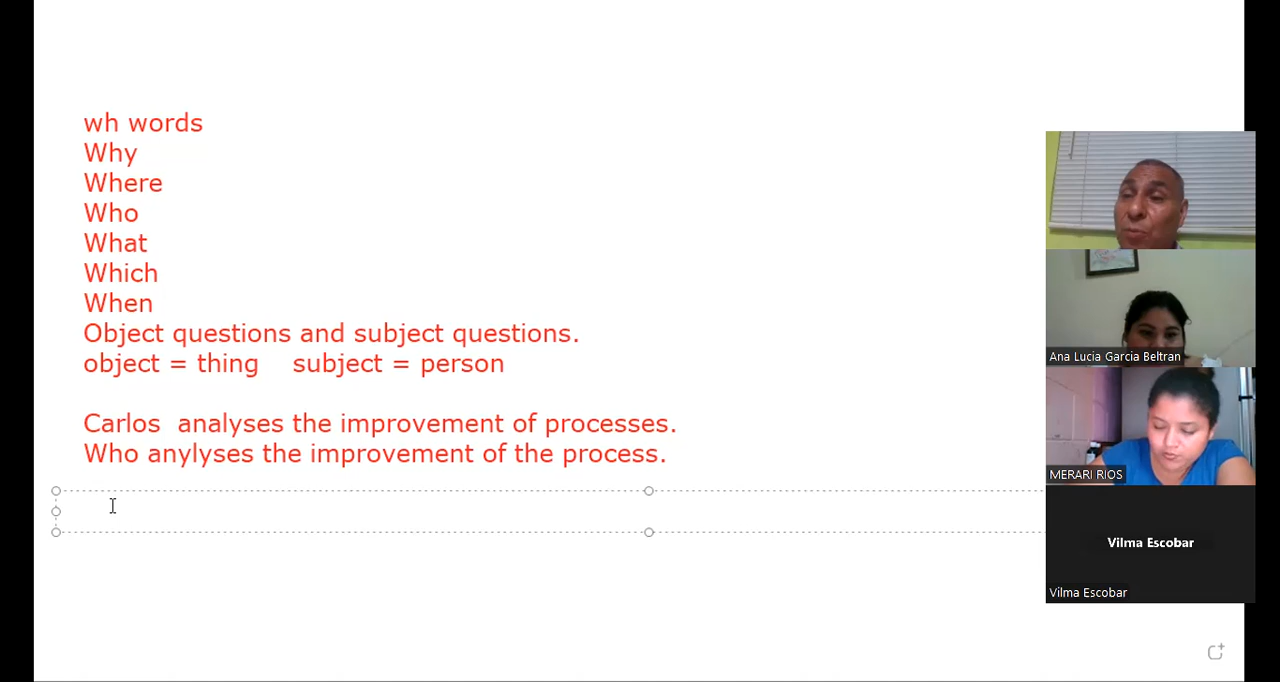 wh words
Why
Where
Who
What
Which
When
Object questions and subject questions.
object = thing    subject = person
Carlos  analyses the improvement of processes.
Who anylyses the improvement of the process.
Ana Lucia Garcia Beltran
MERARI RIOS
Vilma Escobar
Vilma Escobar